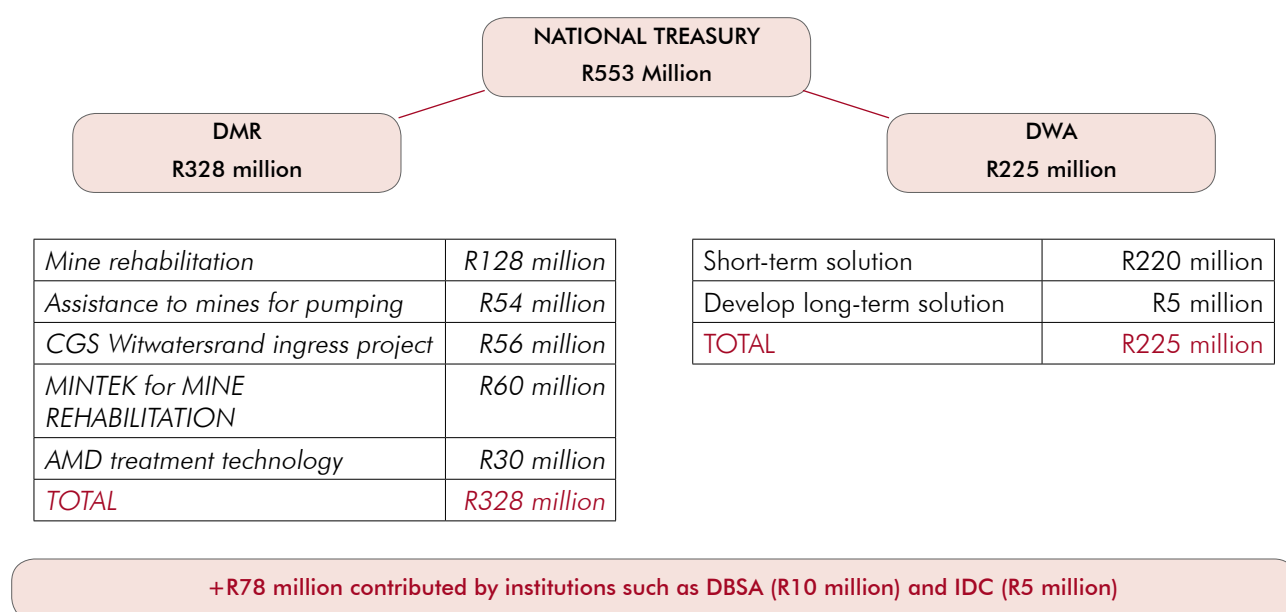 NATIONAL TREASURY
R553 Million
DMR
R328 million
DWA
R225 million
Mine rehabilitation R128 million
Assistance to mines for pumping R54 million
CGS Witwatersrand ingress project R56 million
MINTEK for MINE R60 million
REHABILITATION
AMD treatment technology R30 million
TOTAL R328 million
Short-term solution R220 million
Develop long-term solution R5 million
TOTAL R225 million
+R78 million contributed by institutions such as DBSA (R10 million) and IDC (R5 million)